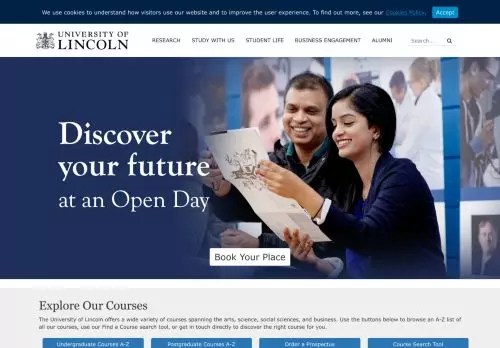 We use cookies to understand how visitors use our website and to improve the user experience. To find out more, see our Cookies Policy. Accept
UNIVERSITY OF
LINCOLN
RESEARCH STUDY WITH US STUDENT LIFE BUSINESS ENGAGEMENT ALUMNI Search...
Discover
your future
at an Open Day
Book Your Place
Explore Our Courses
The University of Lincoln offers a wide variety of courses spanning the arts, science, social sciences, and business. Use the buttons below to browse an A-Z list
of all our courses, use our Find a Course search tool, or get in touch directly to discover the right course for you.
Undergraduate Courses A-Z Postgraduate Courses A-Z Order a Prospectus Course Search Tool